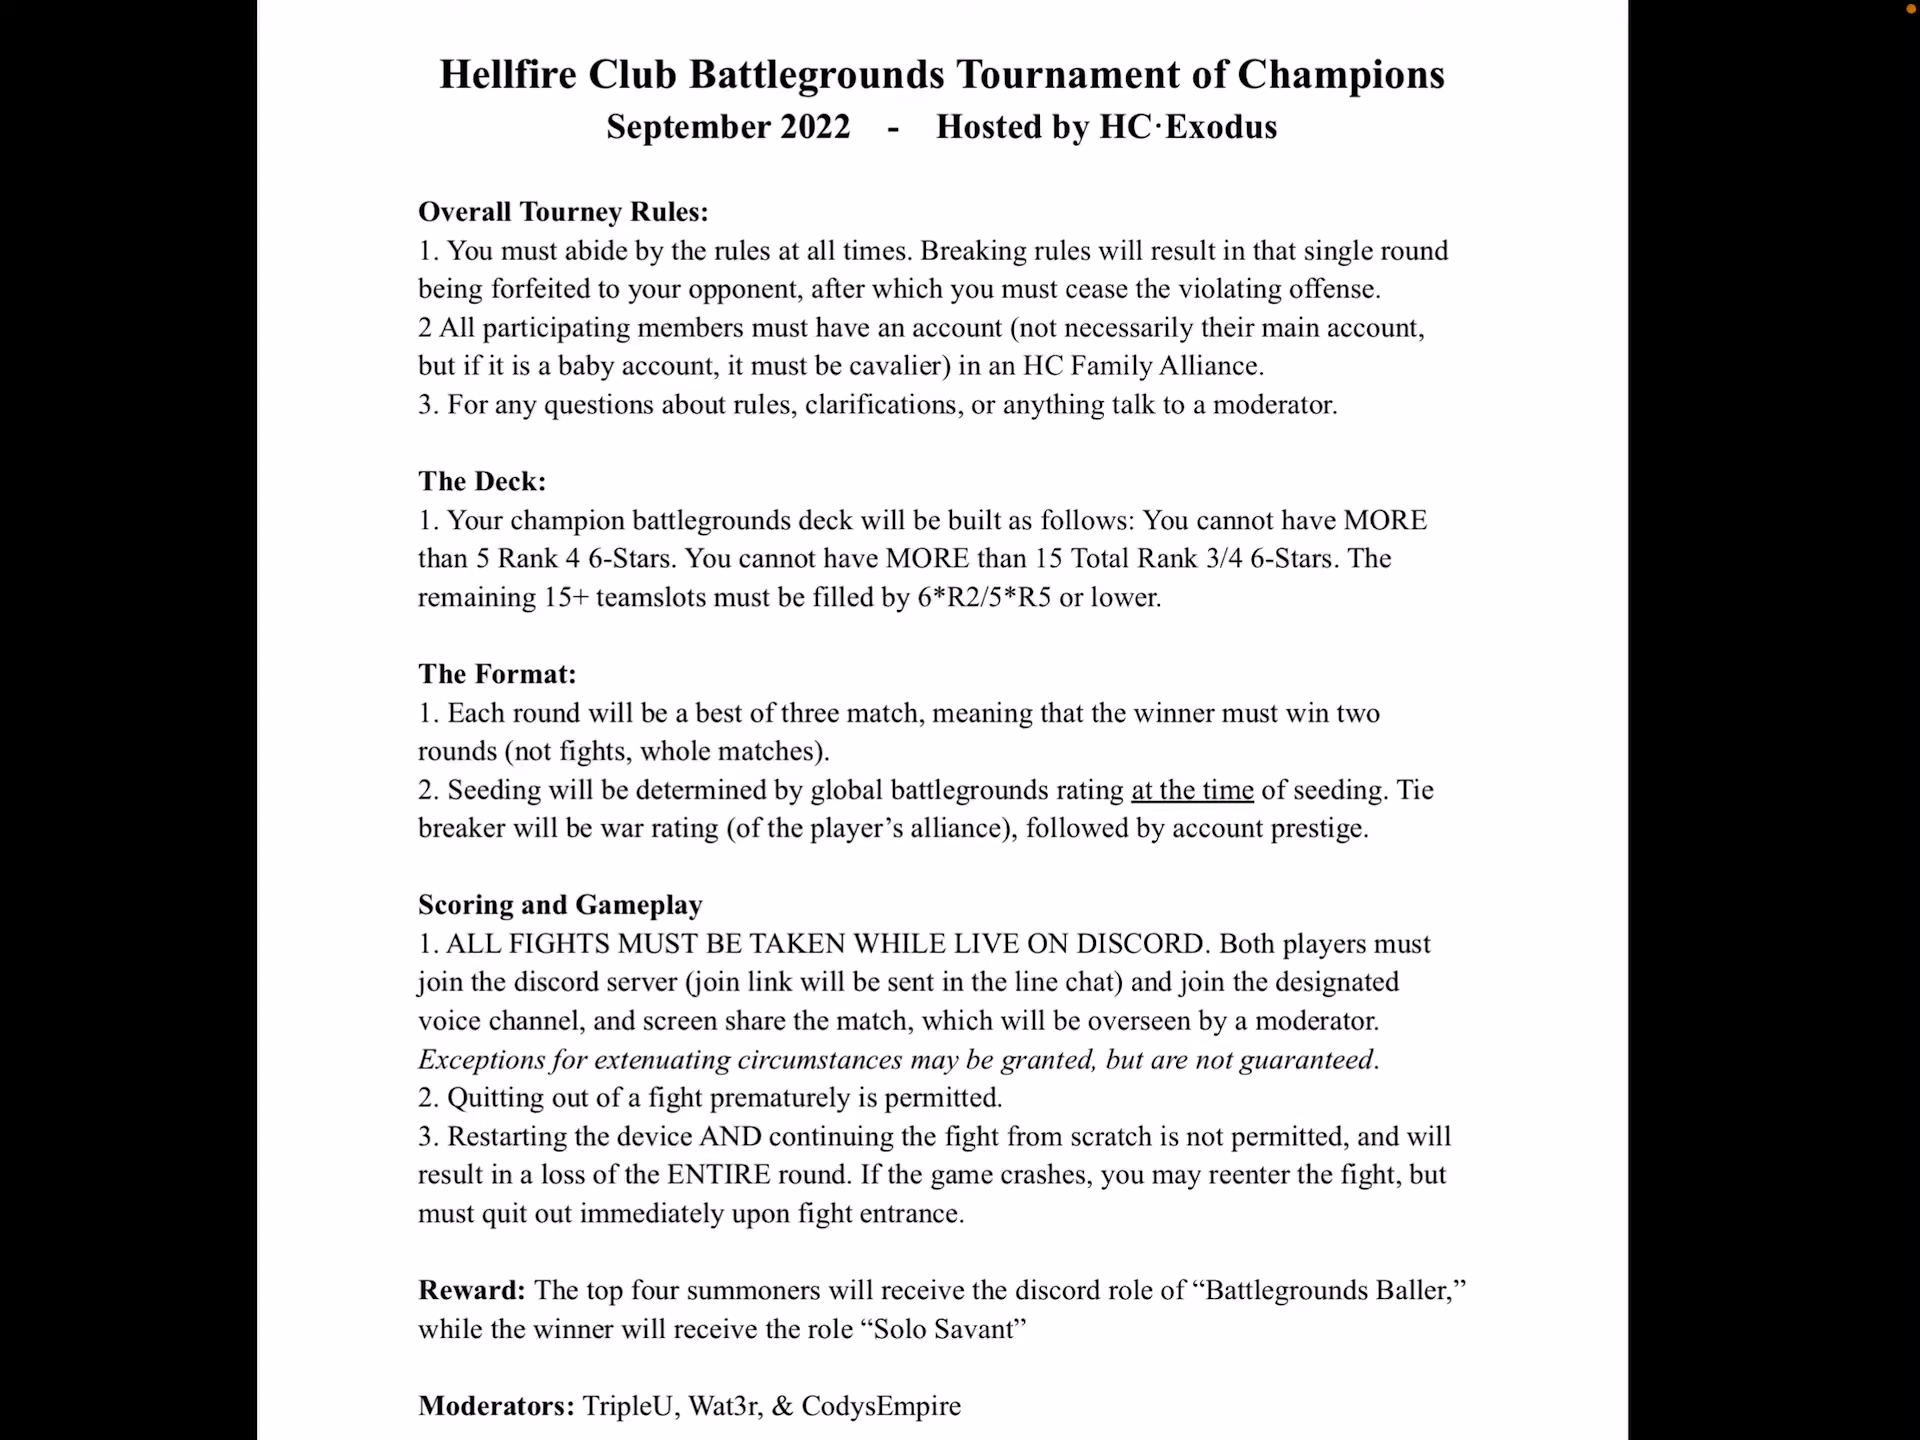 Hellfire Club Battlegrounds Tournament of Champions
September 2022 - Hosted by HC·Exodus
Overall Tourney Rules:
1. You must abide by the rules at all times. Breaking rules will result in that single round
being forfeited to your opponent, after which you must cease the violating offense.
2 All participating members must have an account (not necessarily their main account,
but if it is a baby account, it must be cavalier) in an HC Family Alliance.
3. For any questions about rules, clarifications, or anything talk to a moderator.
The Deck:
1. Your champion battlegrounds deck will be built as follows: You cannot have MORE
than 5 Rank 4 6-Stars. You cannot have MORE than 15 Total Rank 3/4 6-Stars. The
remaining 15+ teamslots must be filled by 6*R2/5*R5 or lower.
The Format:
1. Each round will be a best of three match, meaning that the winner must win two
rounds (not fights, whole matches).
2. Seeding will be determined by global battlegrounds rating at the time of seeding. Tie
breaker will be war rating (of the player’s alliance), followed by account prestige.
Scoring and Gameplay
1. ALL FIGHTS MUST BE TAKEN WHILE LIVE ON DISCORD. Both players must
join the discord server (join link will be sent in the line chat) and join the designated
voice channel, and screen share the match, which will be overseen by a moderator.
Exceptions for extenuating circumstances may be granted, but are not guaranteed.
2. Quitting out of a fight prematurely is permitted.
3. Restarting the device AND continuing the fight from scratch is not permitted, and will
result in a loss of the ENTIRE round. If the game crashes, you may reenter the fight, but
must quit out immediately upon fight entrance.
Reward: The top four summoners will receive the discord role of “Battlegrounds Baller,”
while the winner will receive the role “Solo Savant”
Moderators: TripleU, Wat3r, & CodysEmpire